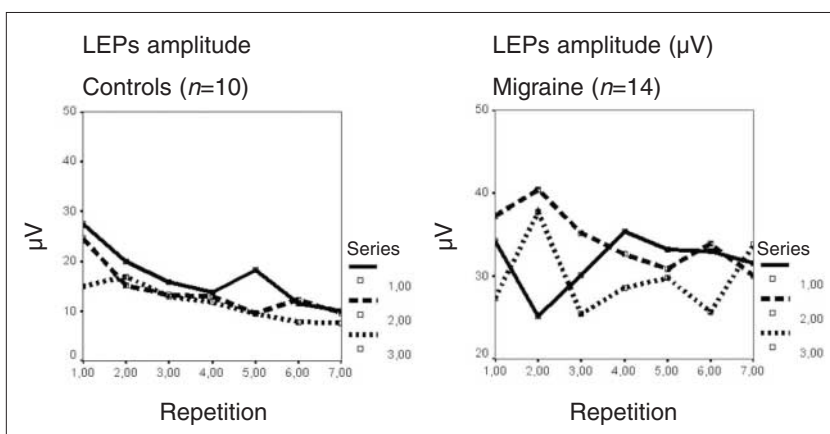 LEPs amplitude
Controls (n=10)
50
40
30
20
10
0
µV
1,00 2,00 3,00 4,00 5,00 6,00 7,00
Repetition
Series
1,00
2,00
3,00
LEPs amplitude (µV)
Migraine (n=14)
50
40
30
20
µV
1,00 2,00 3,00 4,00 5,00 6,00 7,00
Repetition
Series
1,00
2,00
3,00